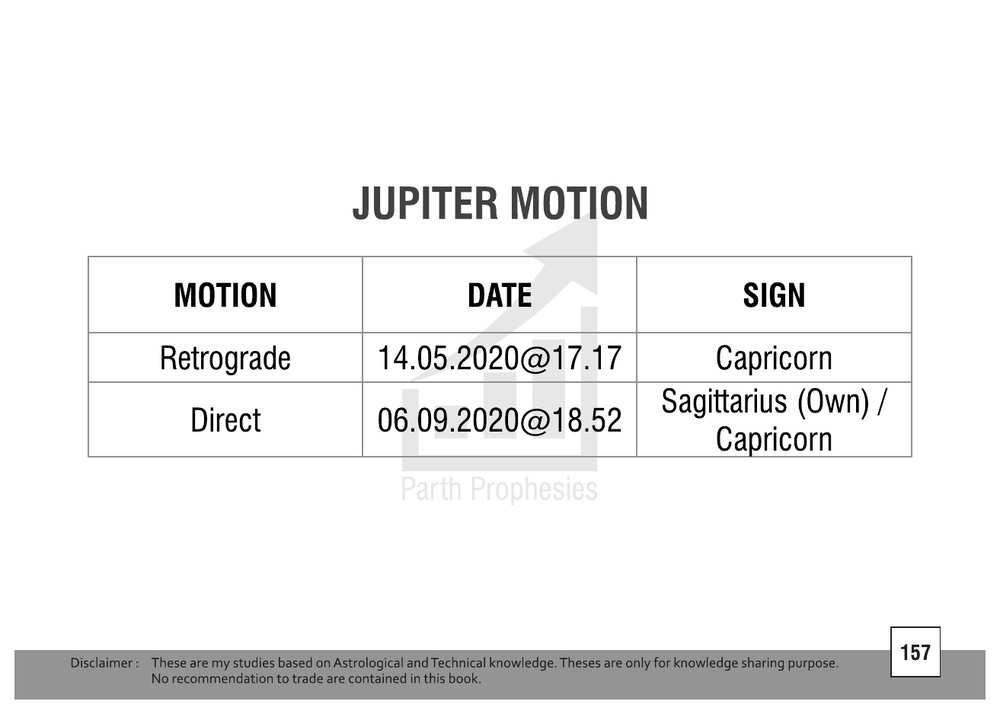 JUPITER MOTION
MOTION DATE SIGN
Retrograde 14.05.2020@17.17 Capricorn
Direct 06.09.2020@18.52 Sagittarius (Own) /
Capricorn
Parth Prophesies
157
Disclaimer : These are my studies based on Astrological and Technical knowledge. Theses are only for knowledge sharing purpose.
No recommendation to trade are contained in this book.